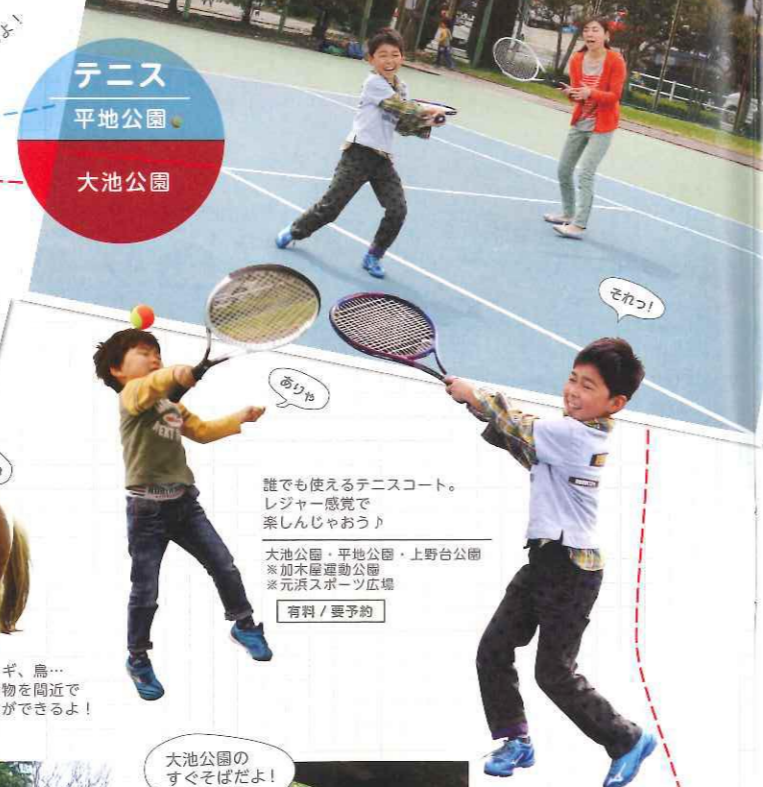 よ!
テニス
平地公園
大池公園
それっ!
ありゃ
誰でも使えるテニスコート。
レジャー感覚で
楽しんじゃおう♪
大池公園・平地公園・上野台公園
※加木屋運動公園
※元浜スポーツ広場
有料/要予約
ギ、鳥…
物を間近で
ができるよ!
大池公園の
すぐそばだよ!